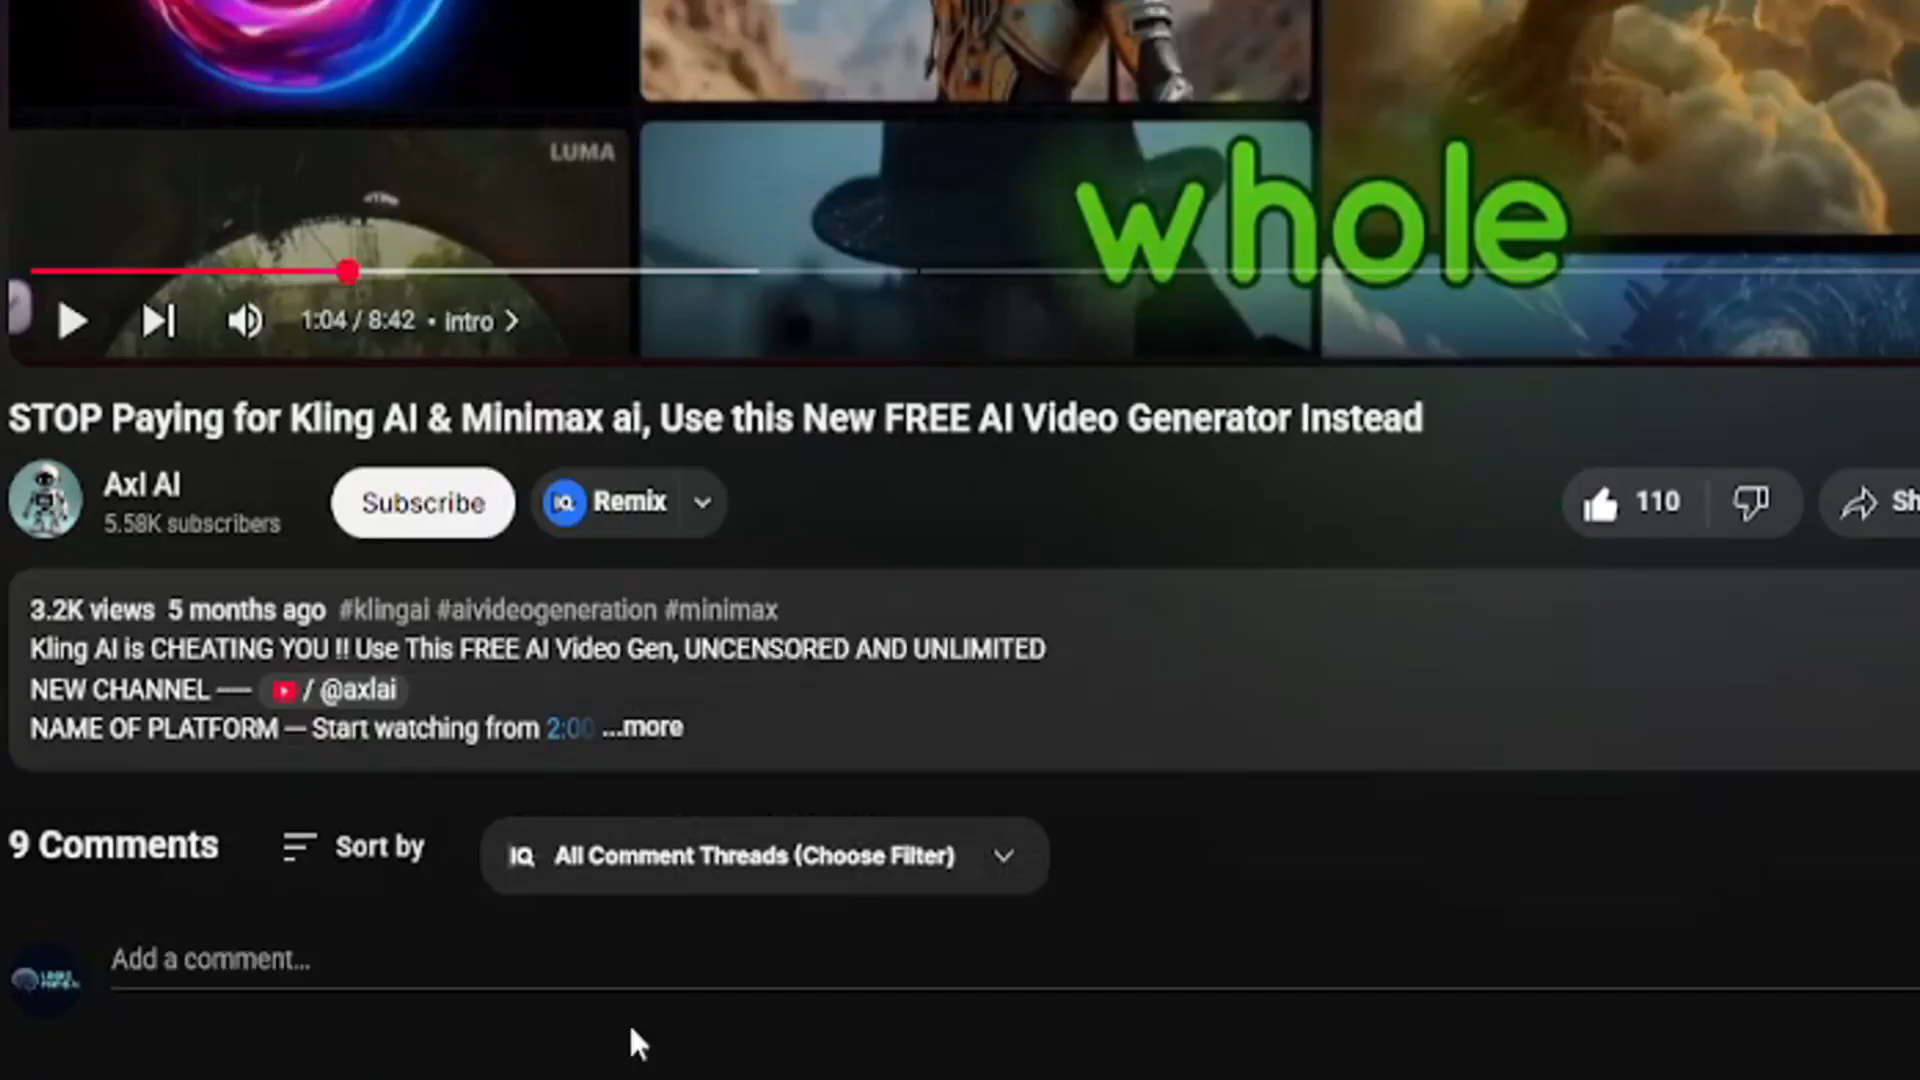 LUMA
whole
1:04 / 8:42 • intro >
STOP Paying for Kling AI & Minimax ai, Use this New FREE AI Video Generator Instead
Axl AI
5.58K subscribers
Subscribe
IQ Remix
110
Sh
3.2K views 5 months ago #klingai #aivideogeneration #minimax
Kling AI is CHEATING YOU !! Use This FREE AI Video Gen, UNCENSORED AND UNLIMITED
NEW CHANNEL —— / @axlai
NAME OF PLATFORM — Start watching from 2:00 ...more
9 Comments
Sort by
IQ All Comment Threads (Choose Filter)
Add a comment...